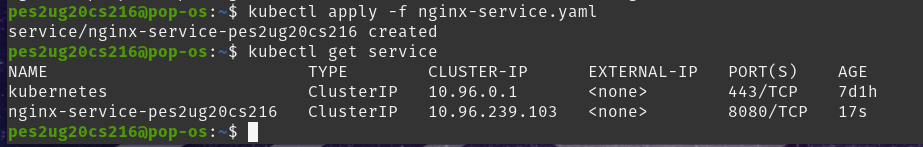 pes2ug20cs216@pop-os:~$ kubectl apply -f nginx-service.yaml
service/nginx-service-pes2ug20cs216 created
pes2ug20cs216@pop-os:~$ kubectl get service
NAME                          TYPE        CLUSTER-IP      EXTERNAL-IP   PORT(S)    AGE
kubernetes                    ClusterIP   10.96.0.1       <none>        443/TCP    7d1h
nginx-service-pes2ug20cs216   ClusterIP   10.96.239.103   <none>        8080/TCP   17s
pes2ug20cs216@pop-os:~$